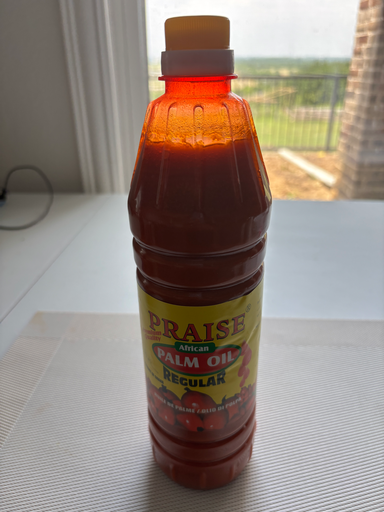 PRAISE
African
PALM OIL
REGULAR